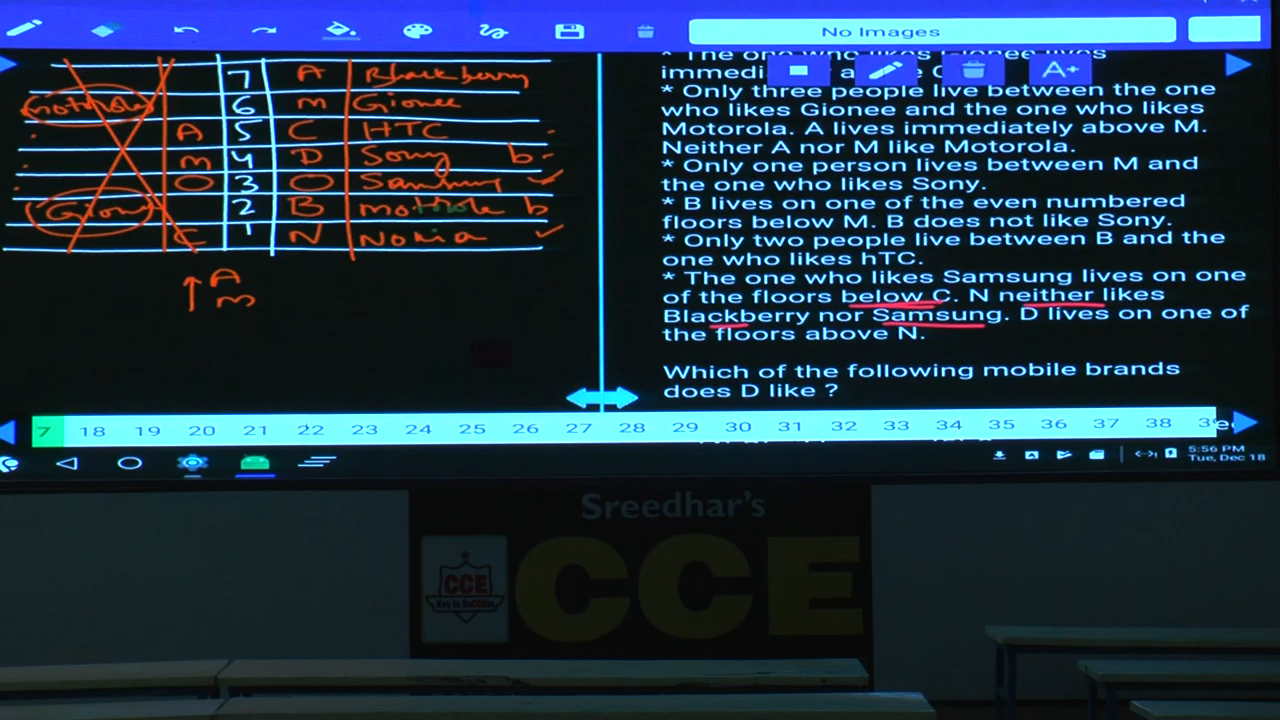 No Images
* The one who likes Gionee lives
immedi a C
A+
* Only three people live between the one
who likes Gionee and the one who likes
Motorola. A lives immediately above M.
Neither A nor M like Motorola.
* Only one person lives between M and
the one who likes Sony.
* B lives on one of the even numbered
floors below M. B does not like Sony.
* Only two people live between B and the
one who likes hTC.
* The one who likes Samsung lives on one
of the floors below C. N neither likes
Blackberry nor Samsung. D lives on one of
the floors above N.
Which of the following mobile brands
does D like ?
7 A Blackberry
Motorola 6 M Gionee
A 5 C HTC
M 4 D Sony b
O 3 O Samsung
2 B b
C 1 N Nokia
A
M
7 18 19 20 21 22 23 24 25 26 27 28 29 30 31 32 33 34 35 36 37 38
5:56 PM
Tue, Dec 18
Sreedhar's
CCE
CCE